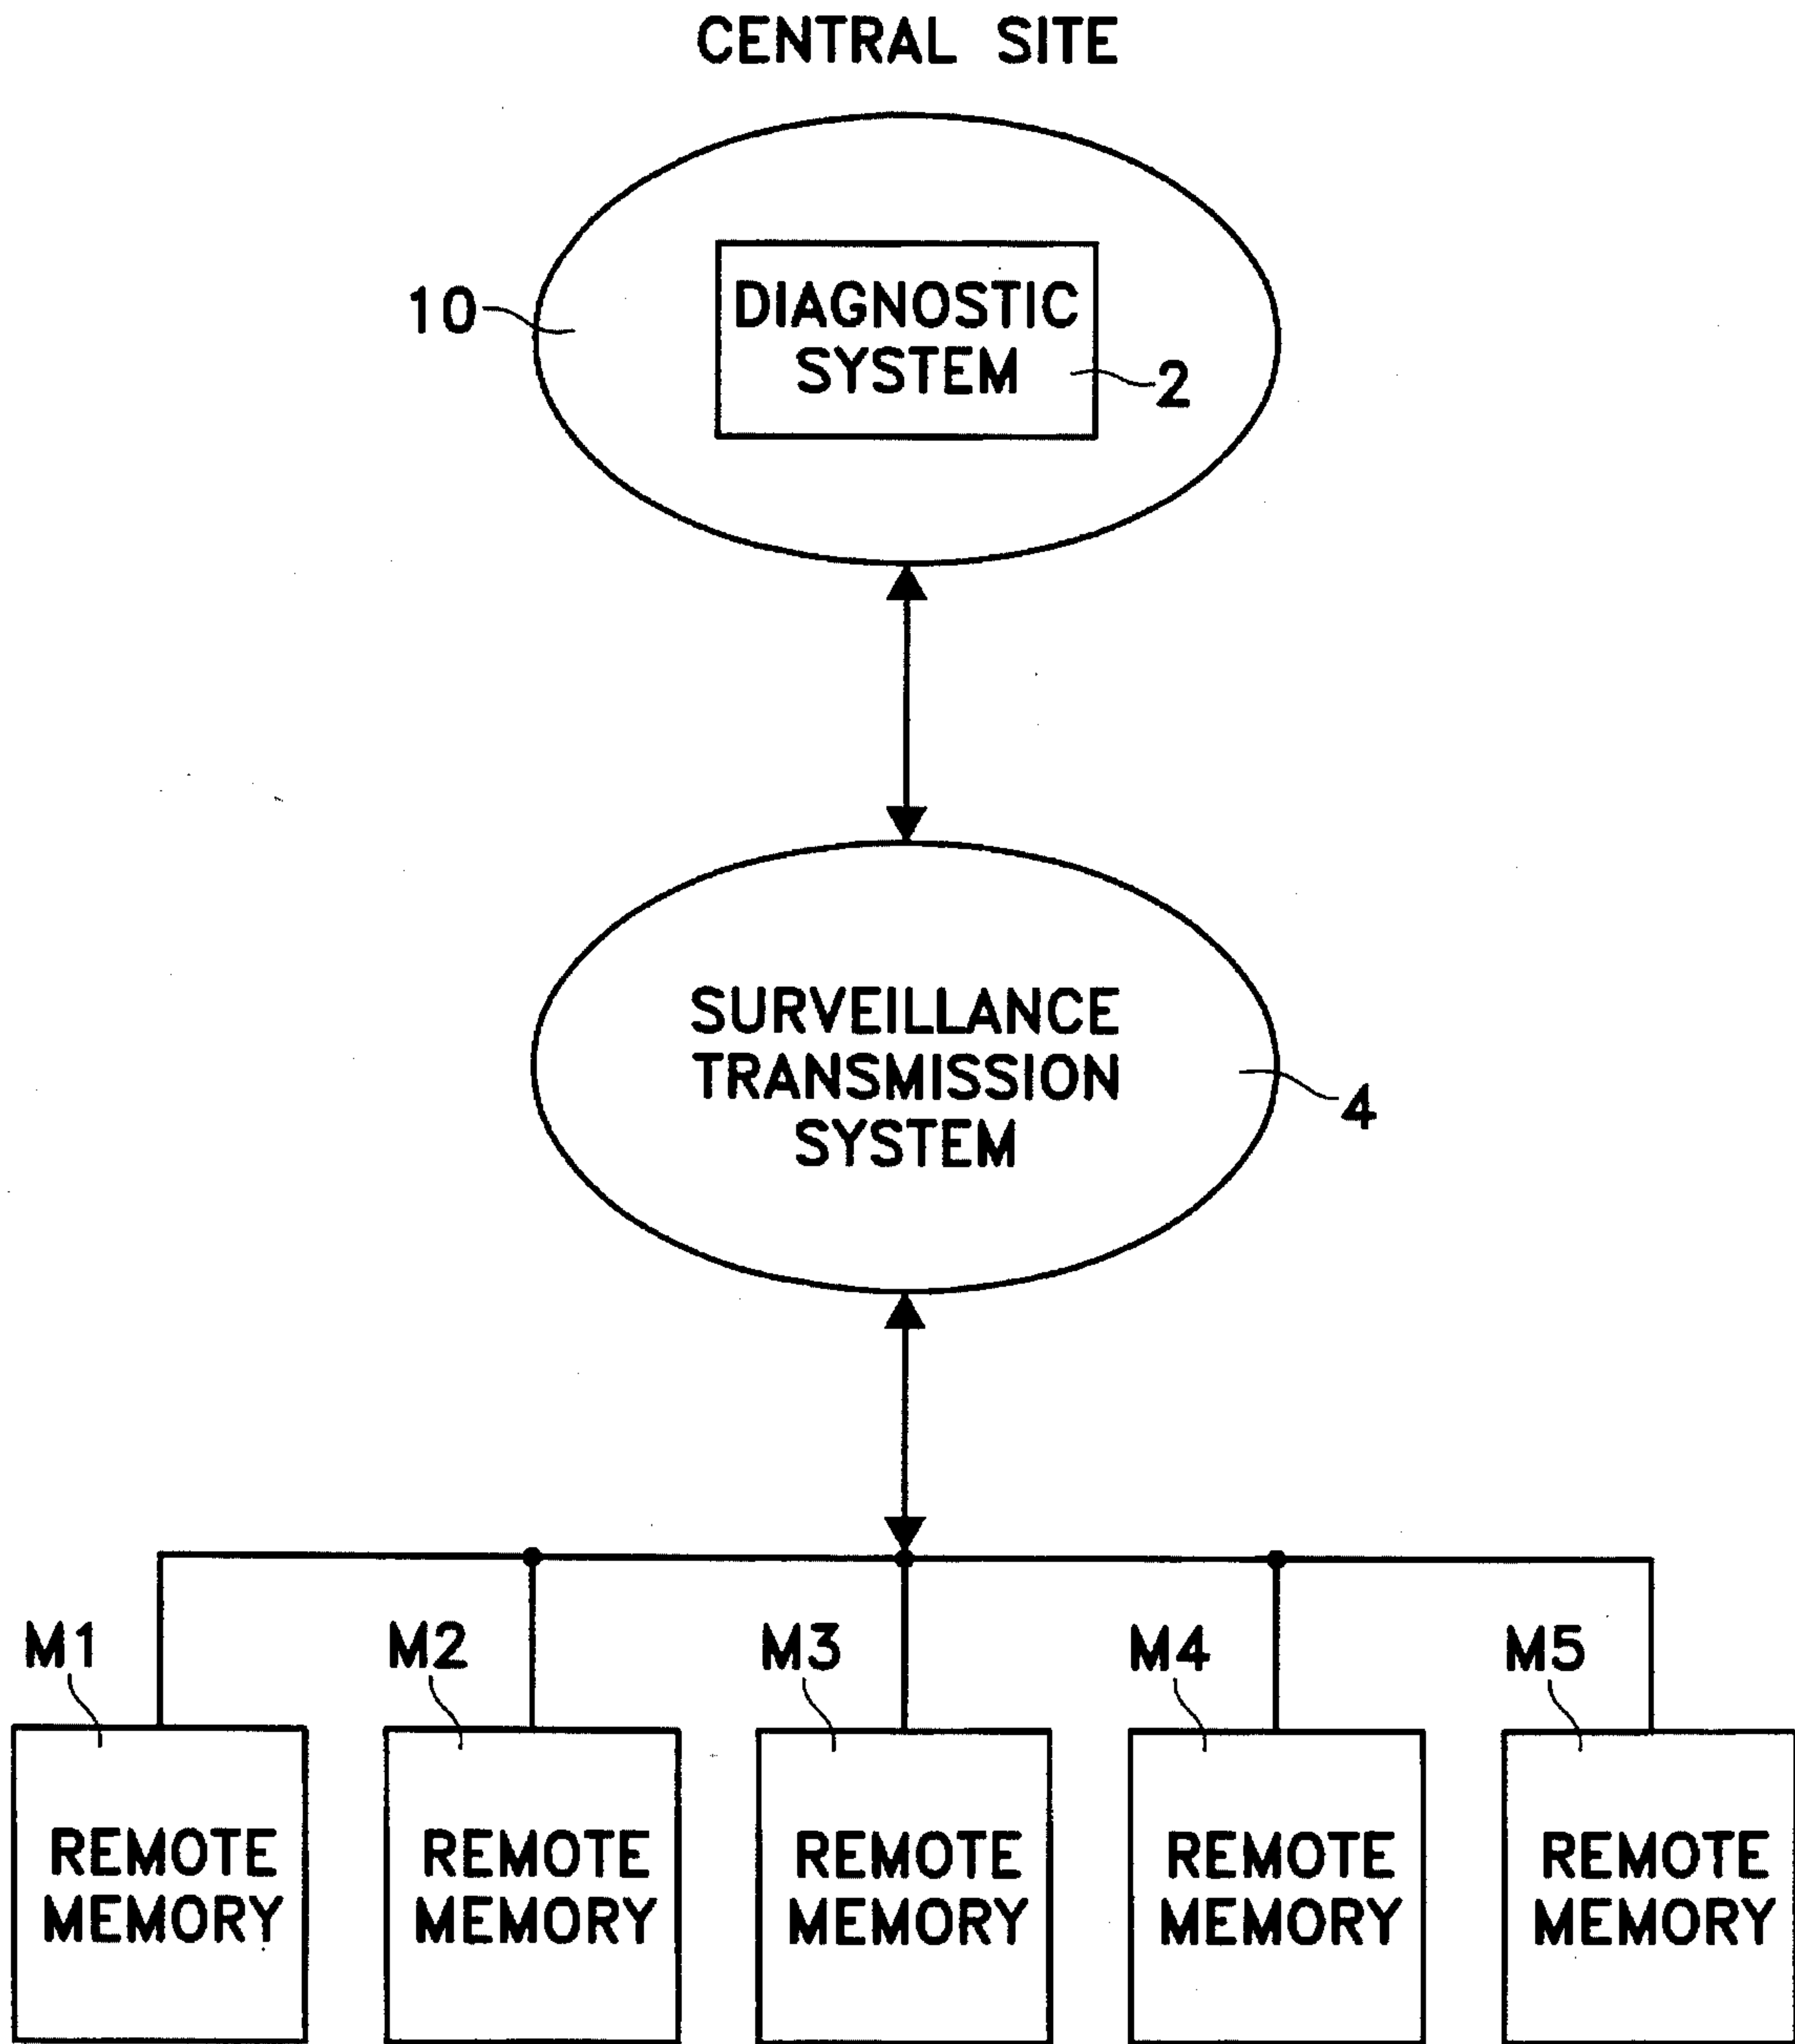 CENTRAL SITE
10
DIAGNOSTIC
SYSTEM
2
SURVEILLANCE
TRANSMISSION
SYSTEM
4
M1
M2
M3
M4
M5
REMOTE
MEMORY
REMOTE
MEMORY
REMOTE
MEMORY
REMOTE
MEMORY
REMOTE
MEMORY